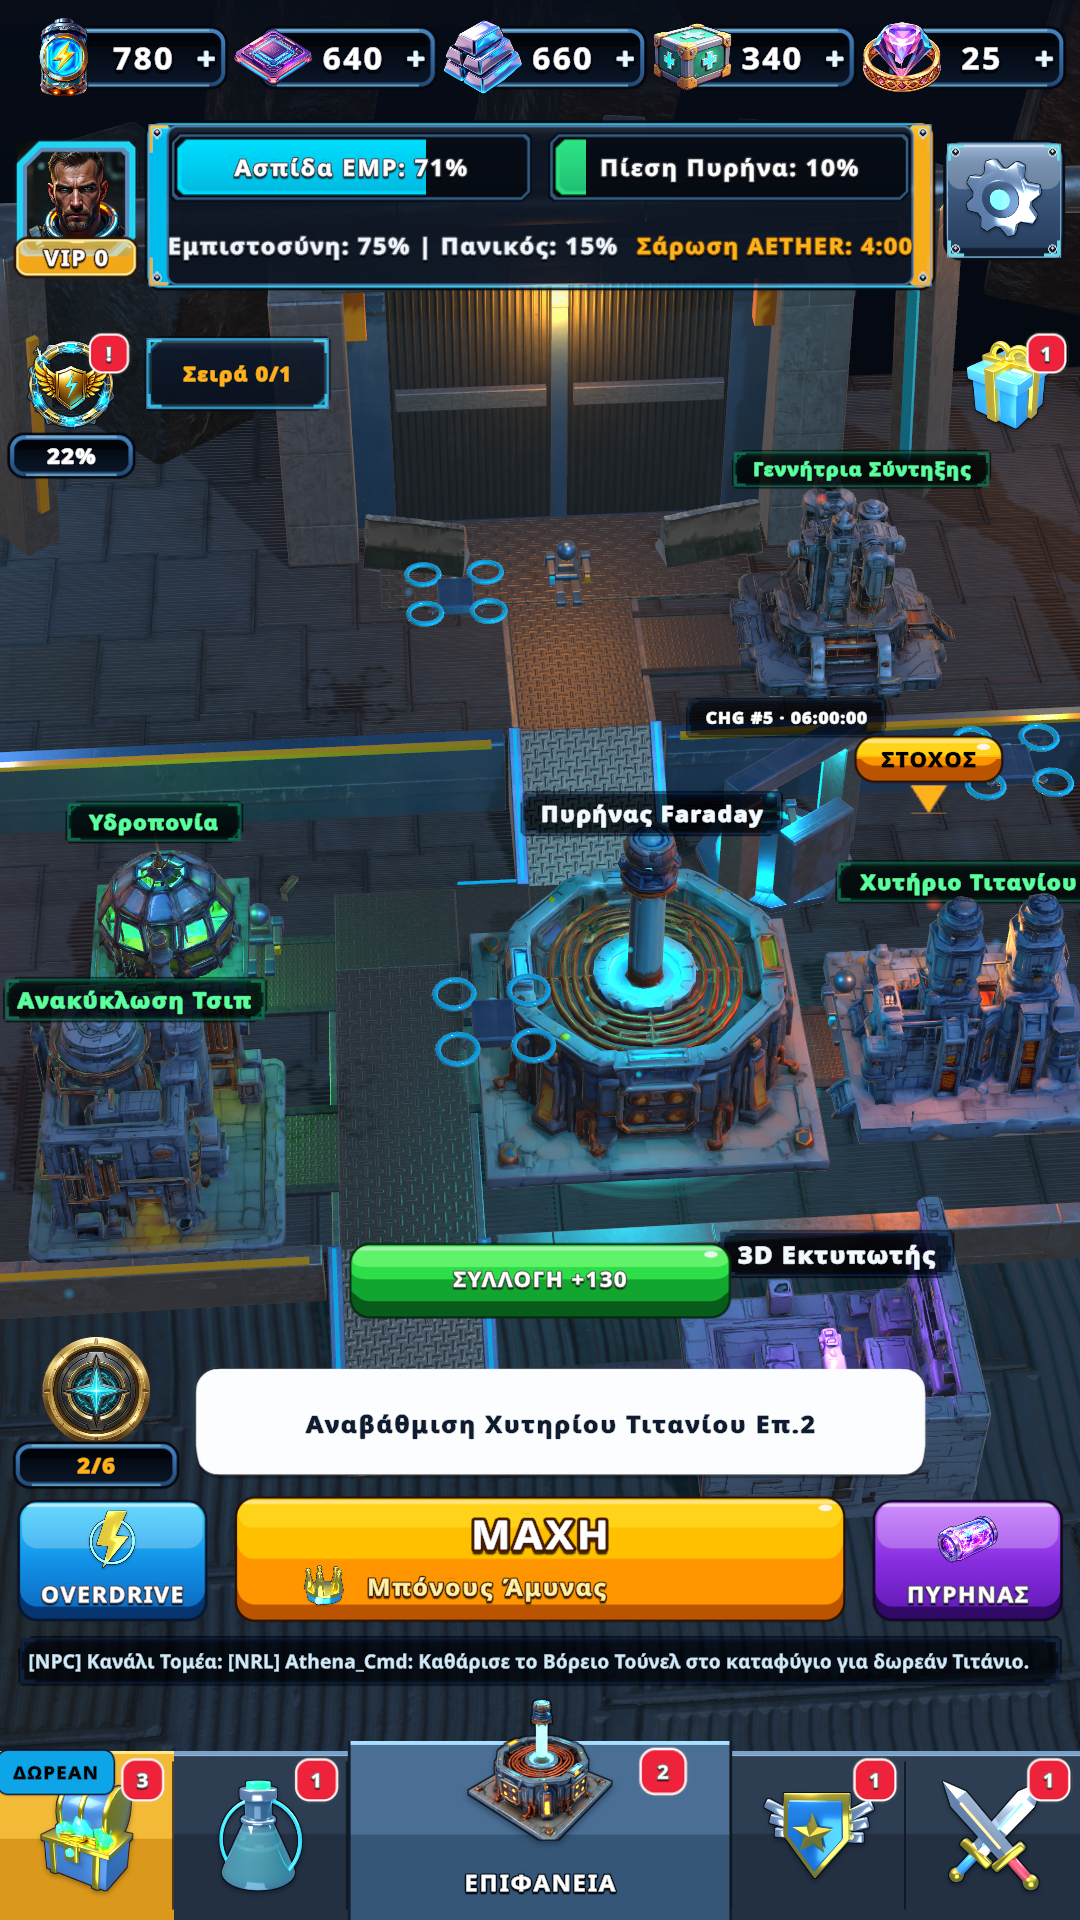 780 +
640 +
660 +
340 +
25 +
Ασπίδα EMP: 71%
Πίεση Πυρήνα: 10%
Εμπιστοσύνη: 75% | Πανικός: 15% Σάρωση AETHER: 4:00
VIP 0
!
Σειρά 0/1
1
22%
Γεννήτρια Σύντηξης
CHG #5 · 06:00:00
ΣΤΟΧΟΣ
Υδροπονία
Πυρήνας Faraday
Χυτήριο Τιτανίου
Ανακύκλωση Τσιπ
3D Εκτυπωτής
ΣΥΛΛΟΓΗ +130
Αναβάθμιση Χυτηρίου Τιτανίου Επ.2
2/6
OVERDRIVE
ΜΑΧΗ
Μπόνους Άμυνας
ΠΥΡΗΝΑΣ
[NPC] Κανάλι Τομέα: [NRL] Athena_Cmd: Καθάρισε το Βόρειο Τούνελ στο καταφύγιο για δωρεάν Τιτάνιο.
ΔΩΡΕΑΝ
3
1
2
1
1
ΕΠΙΦΑΝΕΙΑ